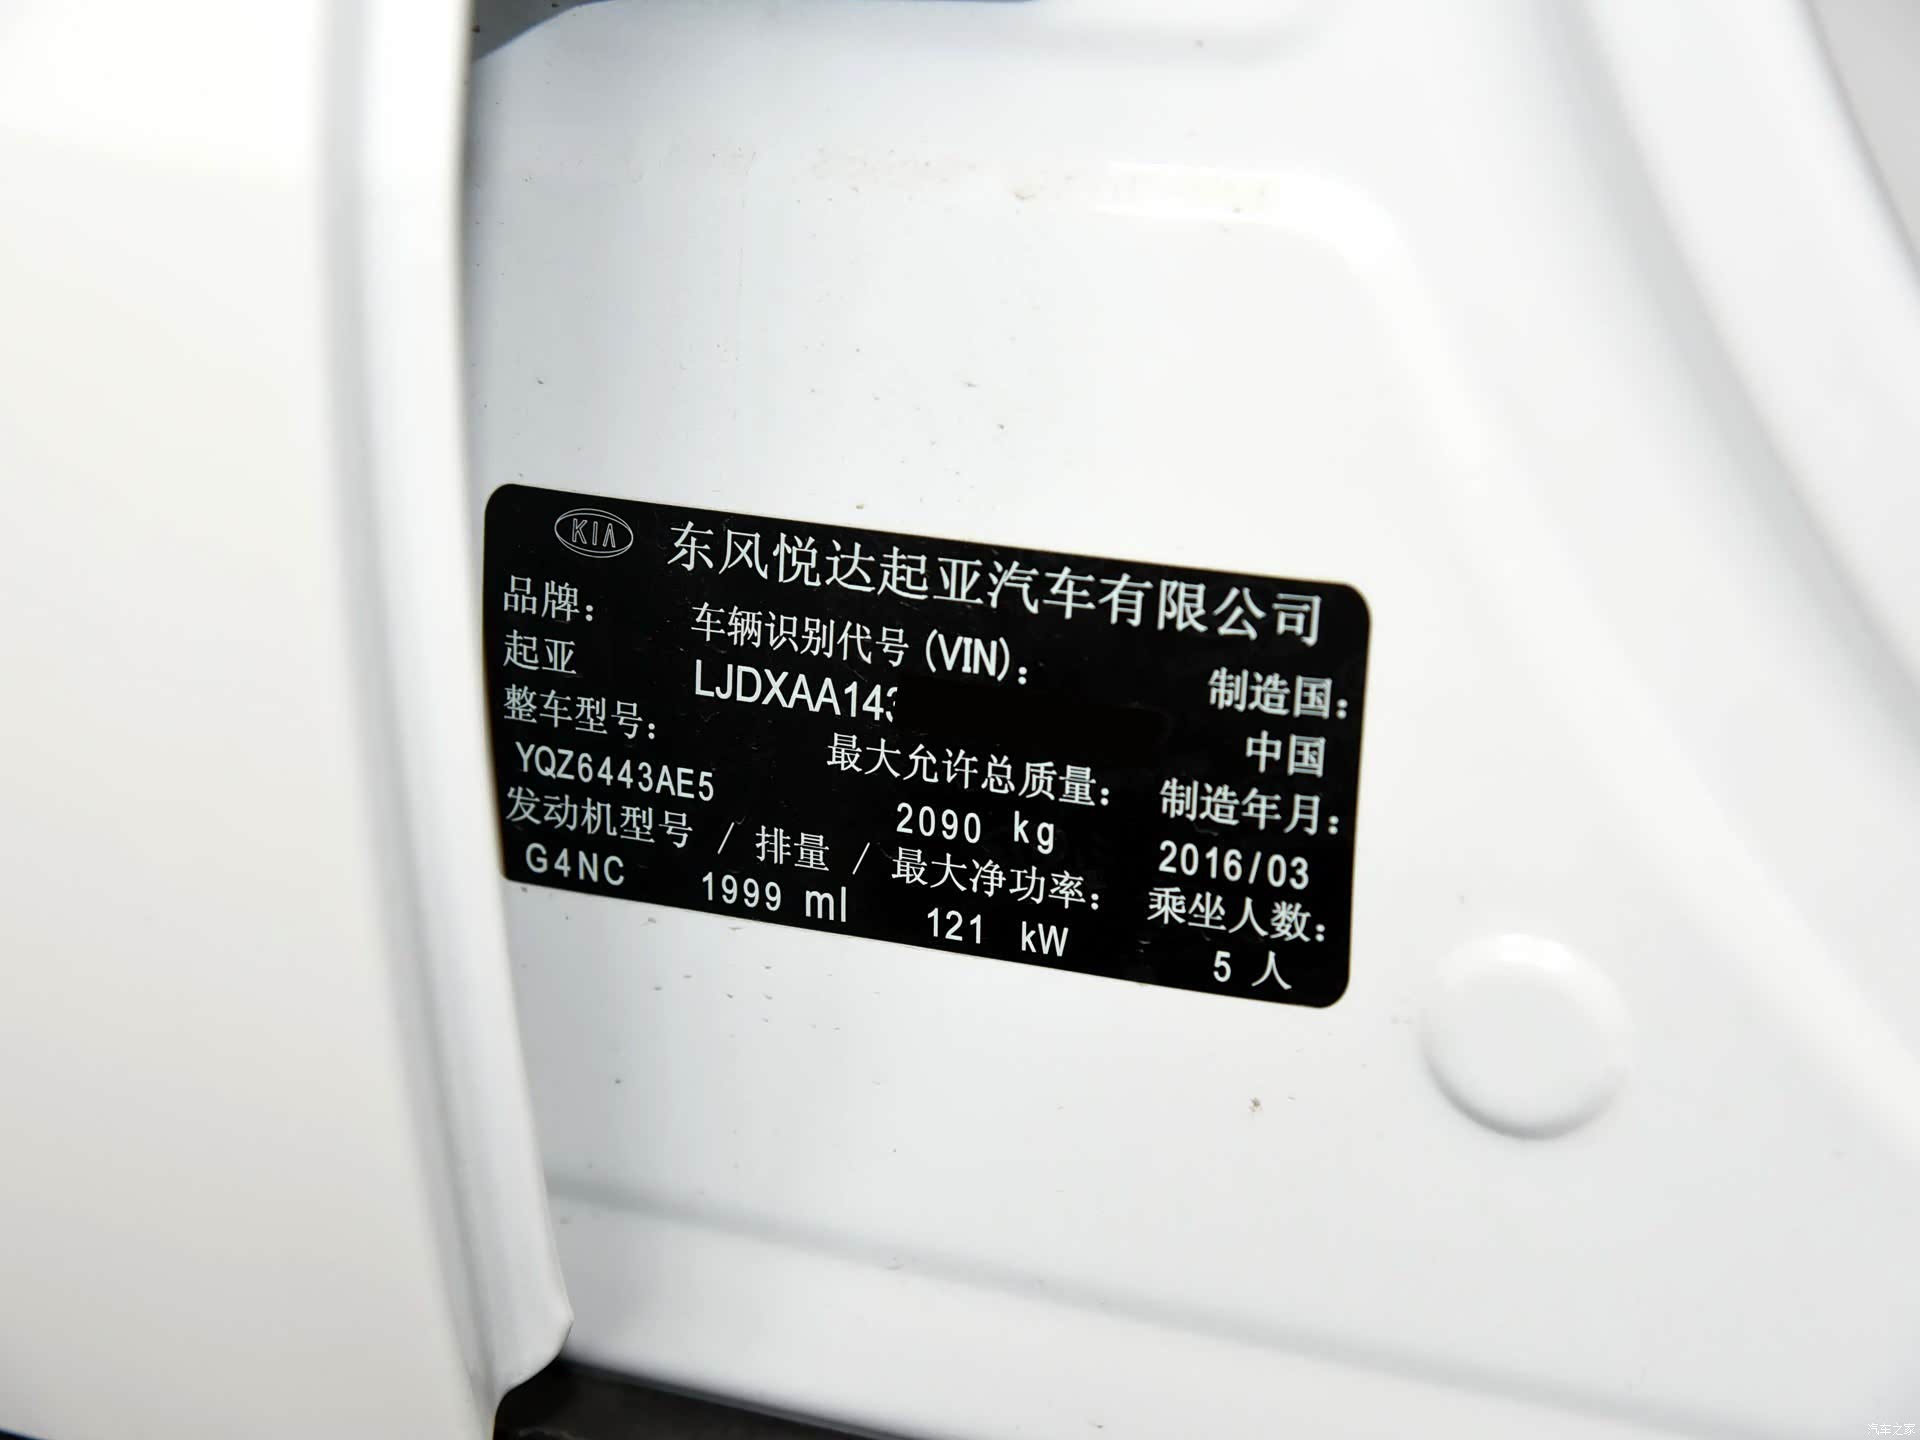 KIA 东风悦达起亚汽车有限公司
品牌： 车辆识别代号 (VIN)： 制造国：
起亚 LJDXAA143 中国
整车型号： 最大允许总质量： 制造年月：
YQZ6443AE5 2090 kg 2016/03
发动机型号 / 排量 / 最大净功率： 乘坐人数：
G4NC 1999 ml 121 kW 5 人
汽车之家